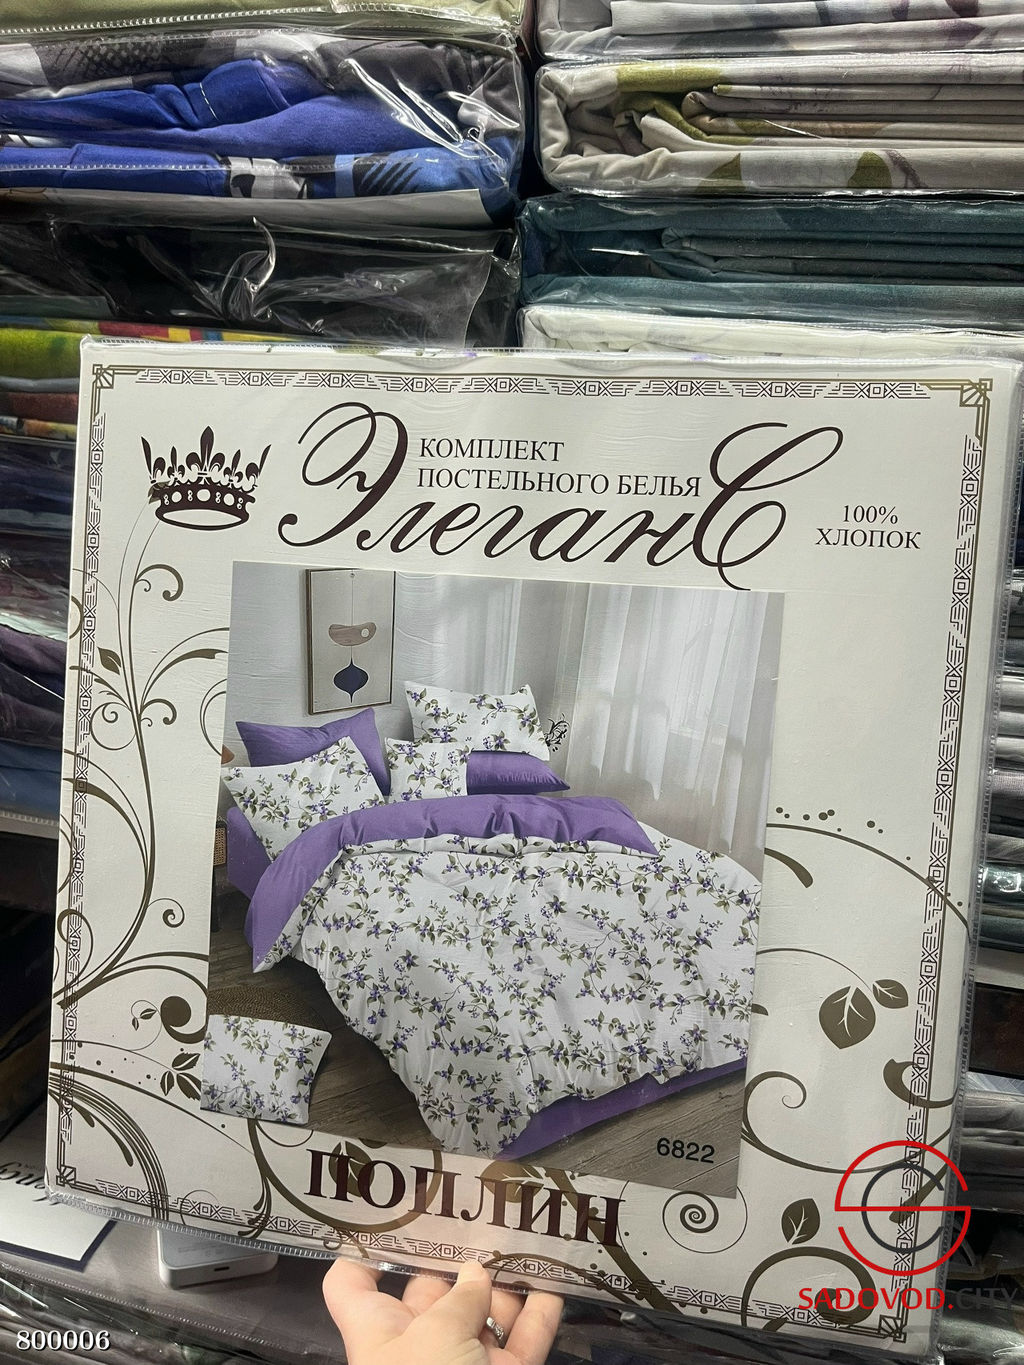 КОМПЛЕКТ
ПОСТЕЛЬНОГО БЕЛЬЯ
ЭлеганС
100%
ХЛОПОК
6822
ПОПЛИН
SADOVOD.CITY
800006